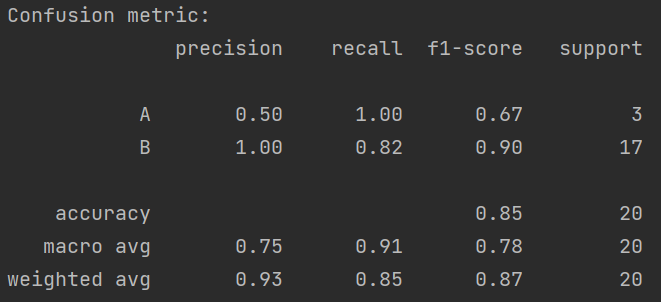 Confusion metric:
precision recall f1-score support
A 0.50 1.00 0.67 3
B 1.00 0.82 0.90 17
accuracy 0.85 20
macro avg 0.75 0.91 0.78 20
weighted avg 0.93 0.85 0.87 20